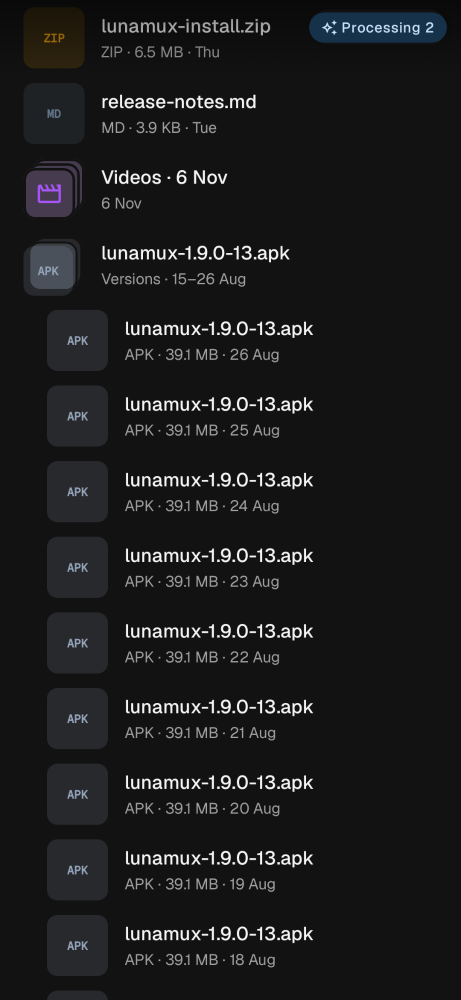 ZIP
lunamux-install.zip
ZIP · 6.5 MB · Thu
Processing 2
MD
release-notes.md
MD · 3.9 KB · Tue
Videos · 6 Nov
6 Nov
APK
lunamux-1.9.0-13.apk
Versions · 15–26 Aug
APK
lunamux-1.9.0-13.apk
APK · 39.1 MB · 26 Aug
APK
lunamux-1.9.0-13.apk
APK · 39.1 MB · 25 Aug
APK
lunamux-1.9.0-13.apk
APK · 39.1 MB · 24 Aug
APK
lunamux-1.9.0-13.apk
APK · 39.1 MB · 23 Aug
APK
lunamux-1.9.0-13.apk
APK · 39.1 MB · 22 Aug
APK
lunamux-1.9.0-13.apk
APK · 39.1 MB · 21 Aug
APK
lunamux-1.9.0-13.apk
APK · 39.1 MB · 20 Aug
APK
lunamux-1.9.0-13.apk
APK · 39.1 MB · 19 Aug
APK
lunamux-1.9.0-13.apk
APK · 39.1 MB · 18 Aug